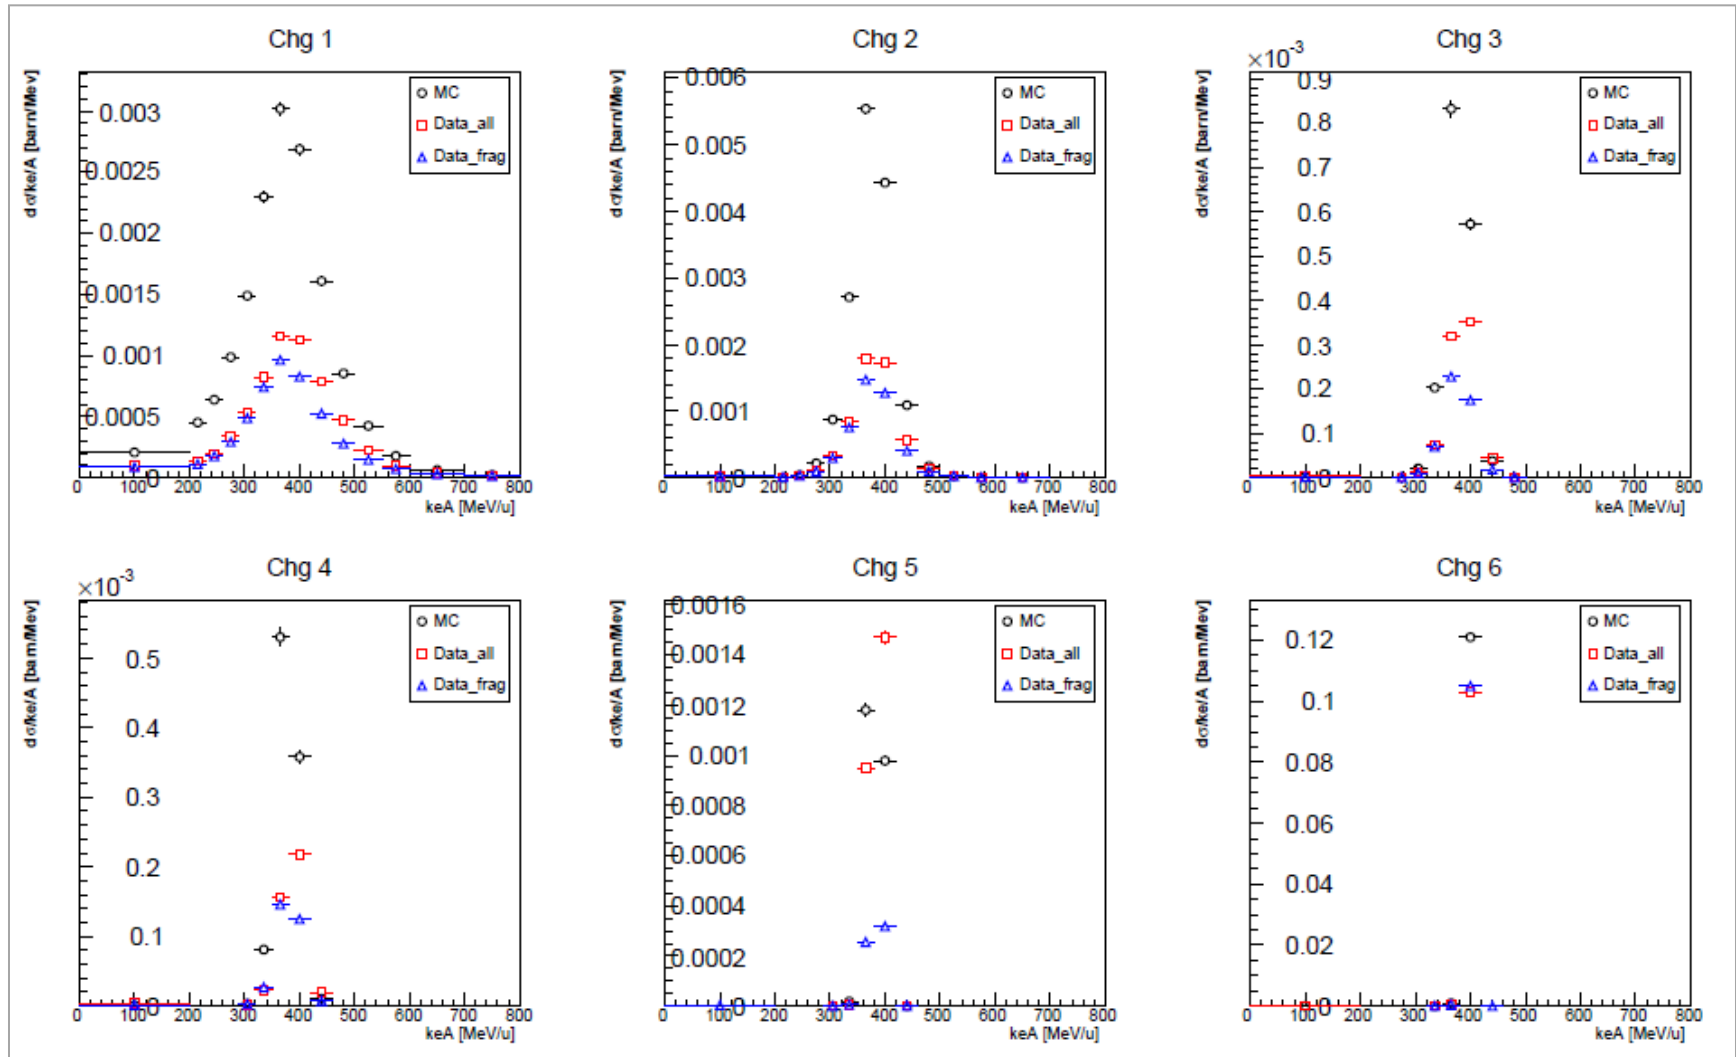 Chg 1
dσ/ke/A [barn/Mev]
MC
Data_all
Data_frag
0.003
0.0025
0.002
0.0015
0.001
0.0005
0
0 100 200 300 400 500 600 700 800
keA [MeV/u]
Chg 2
dσ/ke/A [barn/Mev]
MC
Data_all
Data_frag
0.006
0.005
0.004
0.003
0.002
0.001
0
0 100 200 300 400 500 600 700 800
keA [MeV/u]
Chg 3
×10⁻³
dσ/ke/A [barn/Mev]
MC
Data_all
Data_frag
0.9
0.8
0.7
0.6
0.5
0.4
0.3
0.2
0.1
0
0 100 200 300 400 500 600 700 800
keA [MeV/u]
Chg 4
×10⁻³
dσ/ke/A [barn/Mev]
MC
Data_all
Data_frag
0.5
0.4
0.3
0.2
0.1
0
0 100 200 300 400 500 600 700 800
keA [MeV/u]
Chg 5
dσ/ke/A [barn/Mev]
MC
Data_all
Data_frag
0.0016
0.0014
0.0012
0.001
0.0008
0.0006
0.0004
0.0002
0
0 100 200 300 400 500 600 700 800
keA [MeV/u]
Chg 6
dσ/ke/A [barn/Mev]
MC
Data_all
Data_frag
0.12
0.1
0.08
0.06
0.04
0.02
0
0 100 200 300 400 500 600 700 800
keA [MeV/u]